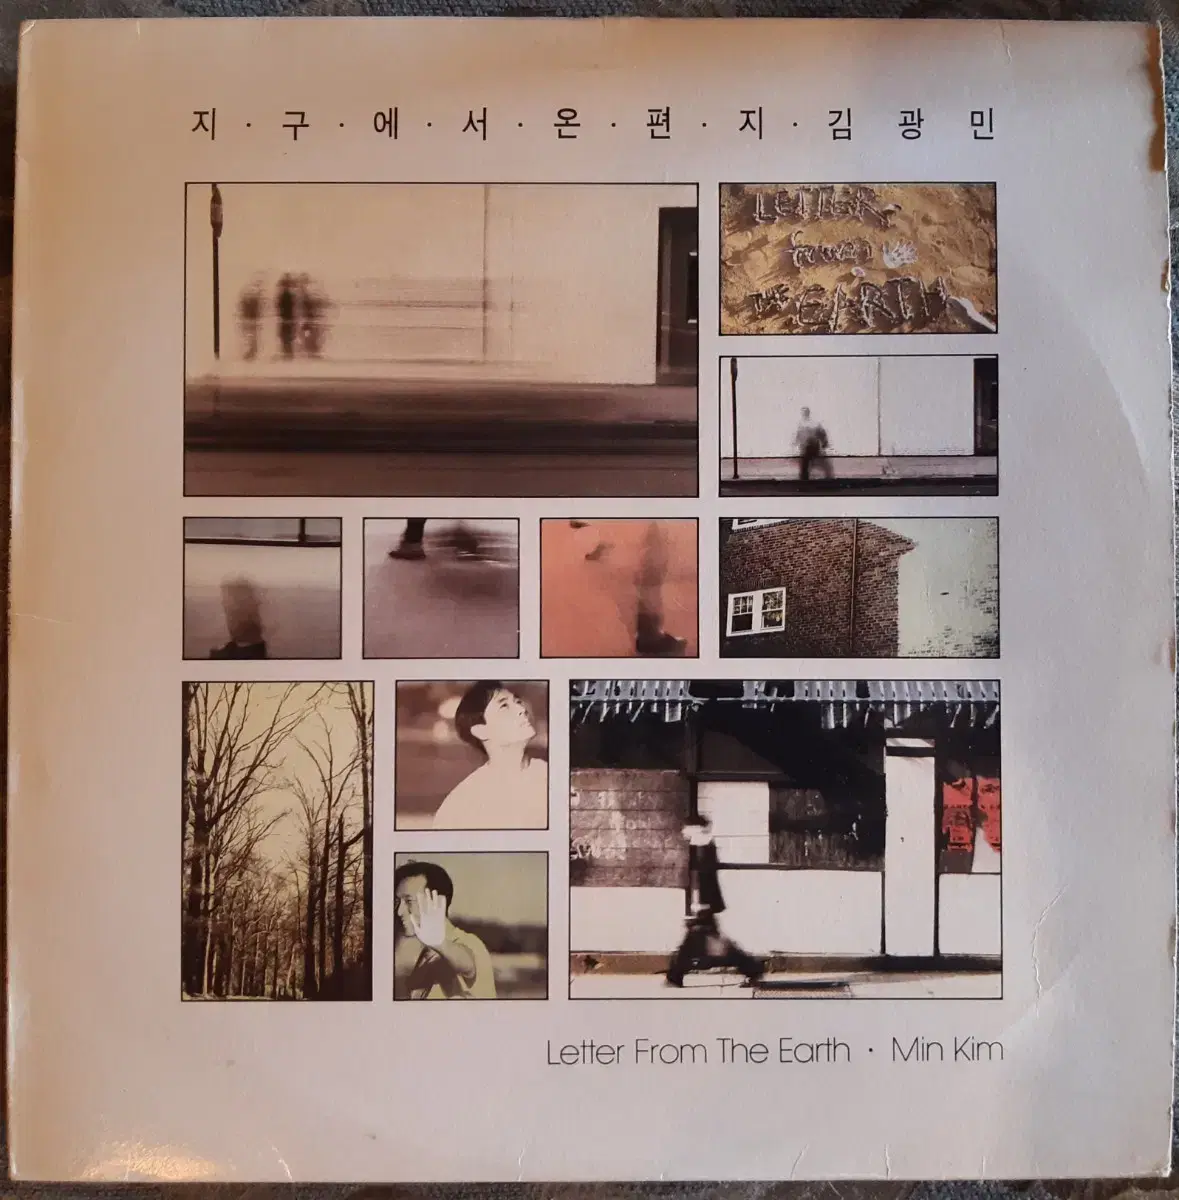 지·구·에·서·온·편·지·김 광 민
LETTER
from
THE EARTH
Letter From The Earth · Min Kim